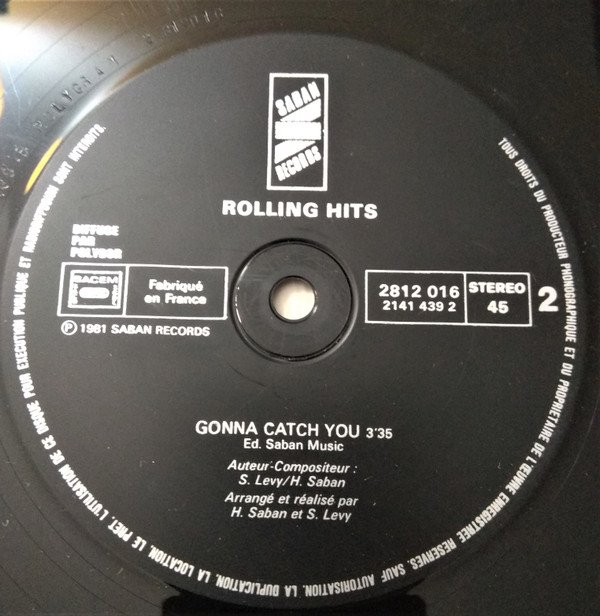 SABAN
RECORDS
ROLLING HITS
DIFFUSE
PAR
POLYDOR
SACEM
Fabriqué
en France
℗ 1981 SABAN RECORDS
2812 016
2141 439 2
STEREO
45
2
GONNA CATCH YOU 3'35
Ed. Saban Music
Auteur-Compositeur :
S. Levy/H. Saban
Arrangé et réalisé par
H. Saban et S. Levy
TOUS DROITS DU PRODUCTEUR PHONOGRAPHIQUE ET DU PROPRIETAIRE DE L'ŒUVRE ENREGISTREE RESERVES. SAUF AUTORISATION, LA DUPLICATION, LA LOCATION, LE PRET, L'UTILISATION DE CE DISQUE POUR EXECUTION PUBLIQUE ET RADIODIFFUSION SONT INTERDITS.